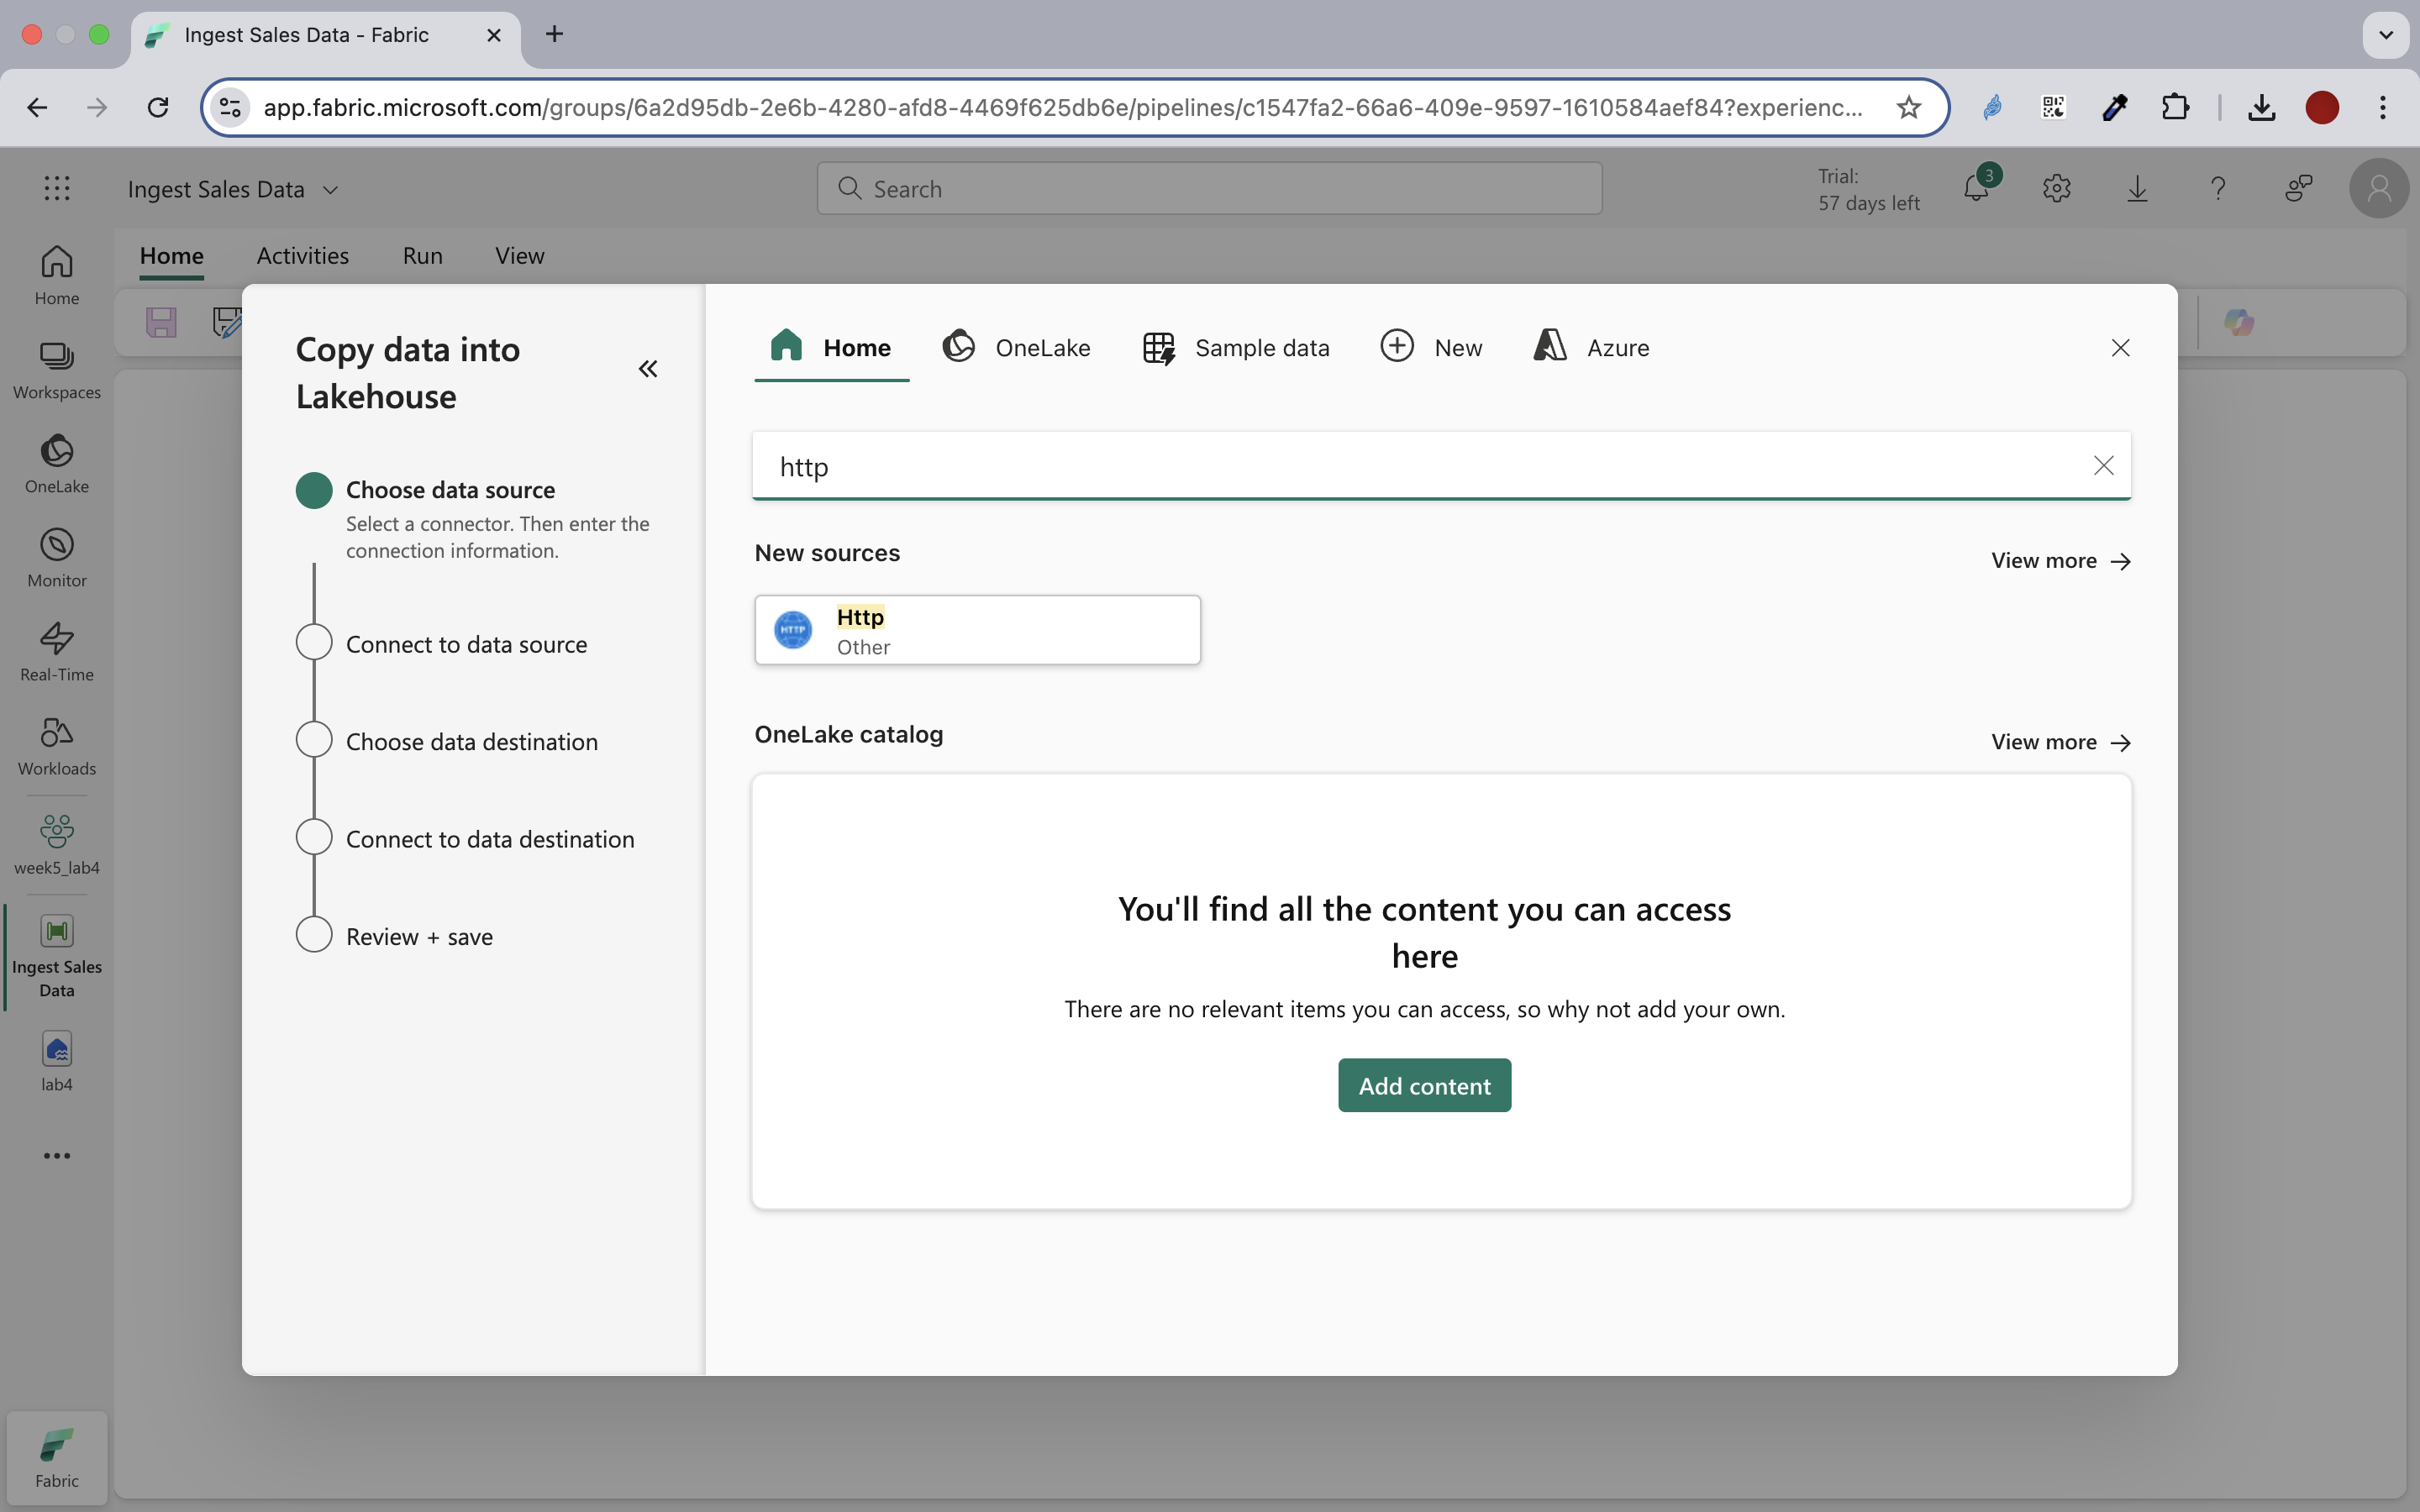 Ingest Sales Data - Fabric
app.fabric.microsoft.com/groups/6a2d95db-2e6b-4280-afd8-4469f625db6e/pipelines/c1547fa2-66a6-409e-9597-1610584aef84?experienc...
Ingest Sales Data
Search
Trial:
57 days left
3
Home
Activities
Run
View
Home
Workspaces
OneLake
Monitor
Real-Time
Workloads
week5_lab4
Ingest Sales
Data
lab4
Fabric
Copy data into
Lakehouse
Choose data source
Select a connector. Then enter the
connection information.
Connect to data source
Choose data destination
Connect to data destination
Review + save
Home
OneLake
Sample data
New
Azure
http
New sources
View more
HTTP
Http
Other
OneLake catalog
View more
You'll find all the content you can access
here
There are no relevant items you can access, so why not add your own.
Add content